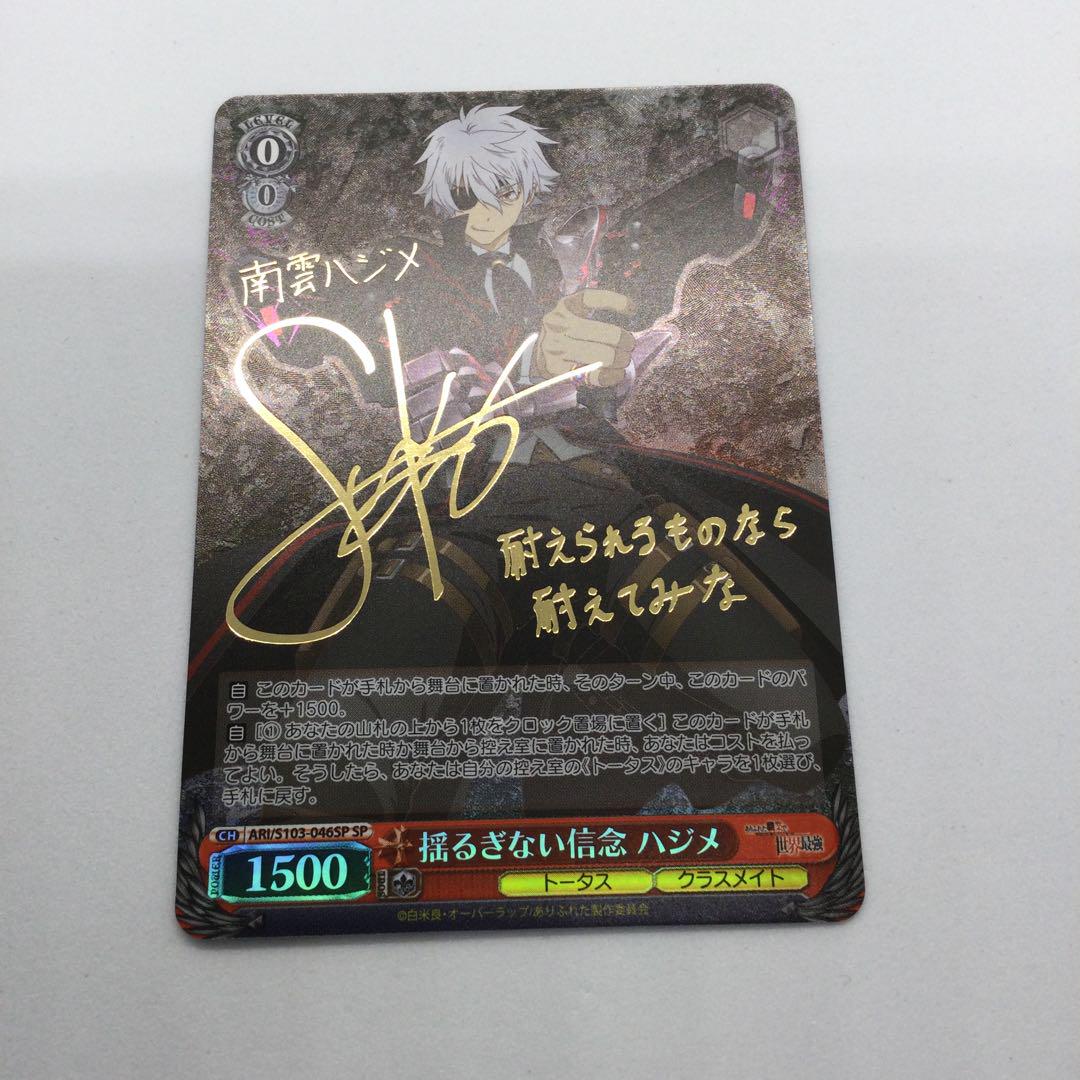 LEVEL
0
0
COST
南雲ハジメ
耐えられるものなら
耐えてみな
自 このカードが手札から舞台に置かれた時、そのターン中、このカードのパ
ワーを+1500。
自 [① あなたの山札の上から1枚をクロック置場に置く] このカードが手札
から舞台に置かれた時か舞台から控え室に置かれた時、あなたはコストを払っ
てよい。そうしたら、あなたは自分の控え室の《トータス》のキャラを1枚選び、
手札に戻す。
CH ARI/S103-046SP SP
揺るぎない信念 ハジメ
世界最強
POWER
1500
SOUL
トータス クラスメイト
©白米良・オーバーラップ/ありふれた製作委員会